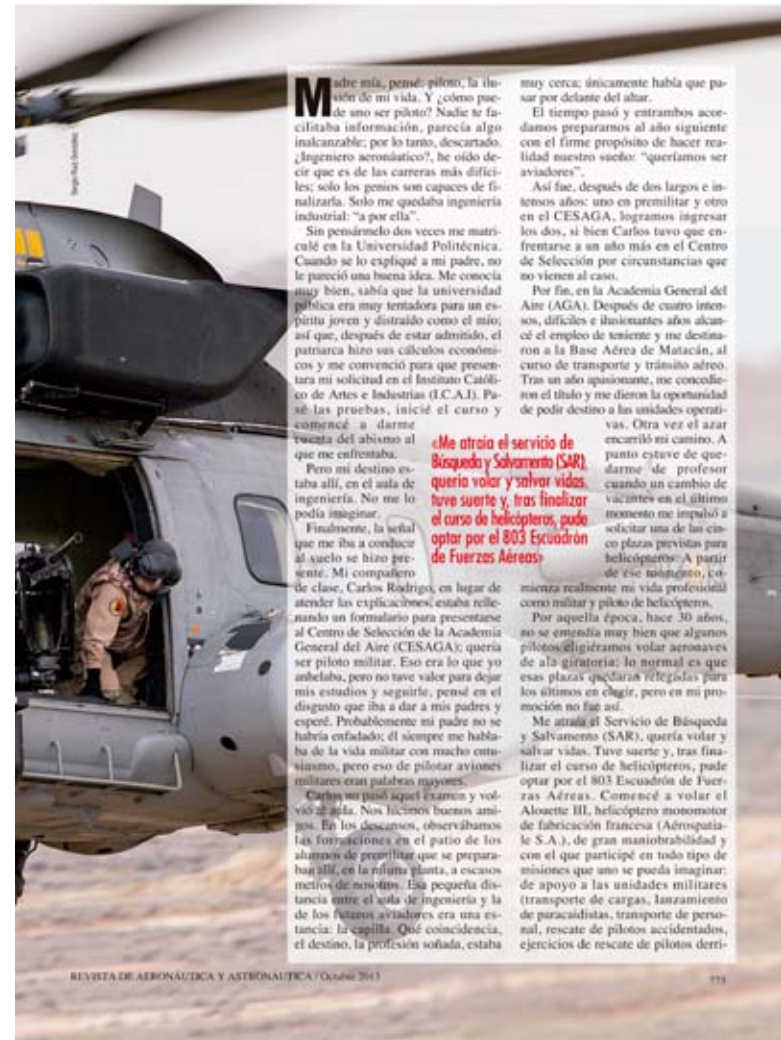 Madre mía, pensé; piloto, la ilu-
sión de mi vida. Y ¿cómo pue-
de uno ser piloto? Nadie te fa-
cilitaba información, parecía algo
inalcanzable; por lo tanto, descartado.
¿Ingeniero aeronáutico?, he oído de-
cir que es de las carreras más difíci-
les; solo los genios son capaces de fi-
nalizarla. Solo me quedaba ingeniería
industrial: “a por ella”.
Sin pensármelo dos veces me matri-
culé en la Universidad Politécnica.
Cuando se lo expliqué a mi padre, no
le pareció una buena idea. Me conocía
muy bien, sabía que la universidad
pública era muy tentadora para un es-
píritu joven y distraído como el mío;
así que, después de estar admitido, el
patriarca hizo sus cálculos económi-
cos y me convenció para que presen-
tara mi solicitud en el Instituto Católi-
co de Artes e Industrias (I.C.A.I). Pa-
sé las pruebas, inicié el curso y
comencé a darme
cuenta del abismo al
que me enfrentaba.
Pero mi destino es-
taba allí, en el aula de
ingeniería. No me lo
podía imaginar.
Finalmente, la señal
que me iba a conducir
al vuelo se hizo pre-
sente. Mi compañero
de clase, Carlos Rodrigo, en lugar de
atender las explicaciones, estaba relle-
nando un formulario para presentarse
al Centro de Selección de la Academia
General del Aire (CESAGA); quería
ser piloto militar. Eso era lo que yo
anhelaba, pero no tuve valor para dejar
mis estudios y seguirle, pensé en el
disgusto que iba a dar a mis padres y
esperé. Probablemente mi padre no se
habría enfadado; él siempre me habla-
ba de la vida militar con mucho entu-
siasmo, pero eso de pilotar aviones
militares eran palabras mayores.
Carlos no pasó aquel examen y vol-
vió al aula. Nos hicimos buenos ami-
gos. En los descansos, observábamos
las formaciones en el patio de los
alumnos de premilitar que se prepara-
ban allí, en la misma planta, a escasos
metros de nosotros. Esa pequeña dis-
tancia entre el aula de ingeniería y la
de los futuros aviadores era una es-
tancia: la capilla. Qué coincidencia,
el destino, la profesión soñada, estaba
muy cerca; únicamente había que pa-
sar por delante del altar.
El tiempo pasó y entrambos acor-
damos prepararnos al año siguiente
con el firme propósito de hacer rea-
lidad nuestro sueño: “queríamos ser
aviadores”.
Así fue, después de dos largos e in-
tensos años: uno en premilitar y otro
en el CESAGA, logramos ingresar
los dos, si bien Carlos tuvo que en-
frentarse a un año más en el Centro
de Selección por circunstancias que
no vienen al caso.
Por fin, en la Academia General del
Aire (AGA). Después de cuatro inten-
sos, difíciles e ilusionantes años alcan-
cé el empleo de teniente y me destina-
ron a la Base Aérea de Matacán, al
curso de transporte y tránsito aéreo.
Tras un año apasionante, me concedie-
ron el título y me dieron la oportunidad
de pedir destino a las unidades operati-
vas. Otra vez el azar
encarriló mi camino. A
punto estuve de que-
darme de profesor
cuando un cambio de
vacantes en el último
momento me impulsó a
solicitar una de las cin-
co plazas previstas para
helicópteros. A partir
de ese momento, co-
mienza realmente mi vida profesional
como militar y piloto de helicópteros.
Por aquella época, hace 30 años,
no se entendía muy bien que algunos
pilotos eligiéramos volar aeronaves
de ala giratoria; lo normal es que
esas plazas quedaran relegadas para
los últimos en elegir, pero en mi pro-
moción no fue así.
Me atraía el Servicio de Búsqueda
y Salvamento (SAR), quería volar y
salvar vidas. Tuve suerte y, tras fina-
lizar el curso de helicópteros, pude
optar por el 803 Escuadrón de Fuer-
zas Aéreas. Comencé a volar el
Alouette III, helicóptero monomotor
de fabricación francesa (Aérospatia-
le S.A.), de gran maniobrabilidad y
con el que participé en todo tipo de
misiones que uno se pueda imaginar:
de apoyo a las unidades militares
(transporte de cargas, lanzamiento
de paracaidistas, transporte de perso-
nal, rescate de pilotos accidentados,
ejercicios de rescate de pilotos derri-
«Me atraía el servicio de
Búsqueda y Salvamento (SAR),
quería volar y salvar vidas.
tuve suerte y, tras finalizar
el curso de helicópteros, pude
optar por el 803 Escuadrón
de Fuerzas Aéreas»
REVISTA DE AERONÁUTICA Y ASTRONÁUTICA / Octubre 2013